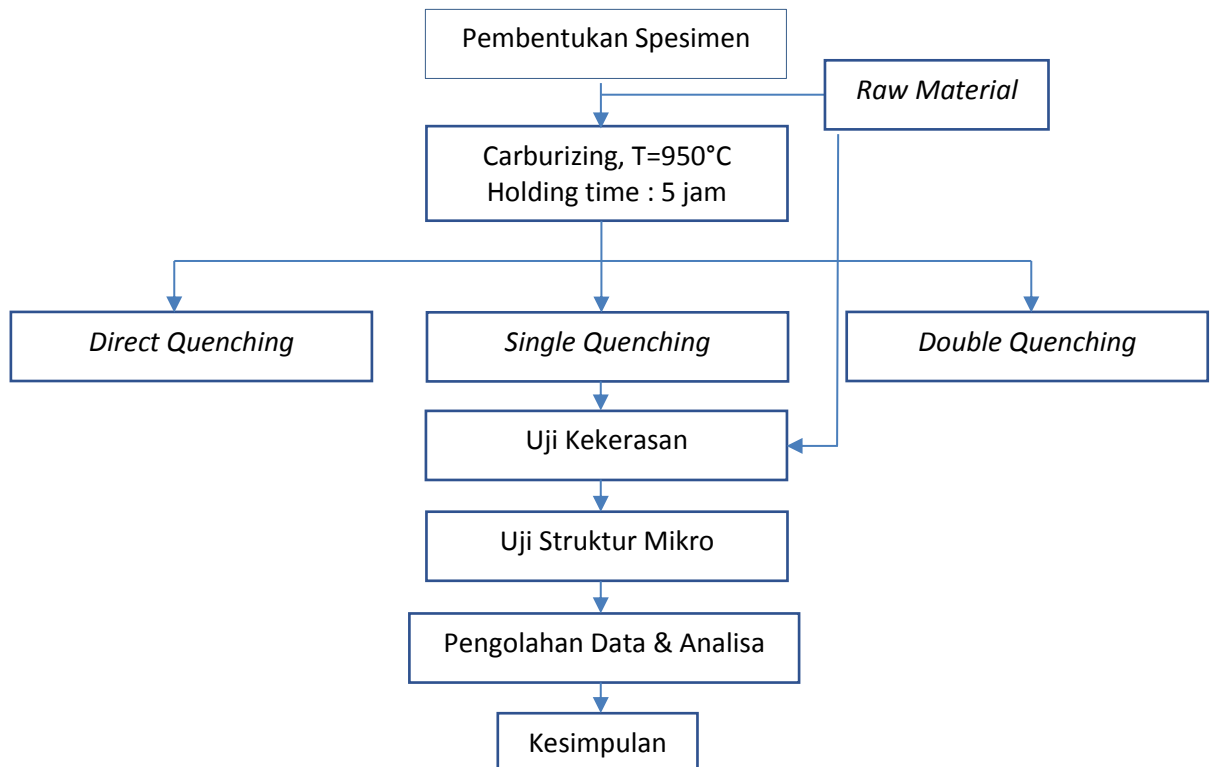 Pembentukan Spesimen
Raw Material
Carburizing, T=950°C
Holding time : 5 jam
Direct Quenching
Single Quenching
Double Quenching
Uji Kekerasan
Uji Struktur Mikro
Pengolahan Data & Analisa
Kesimpulan